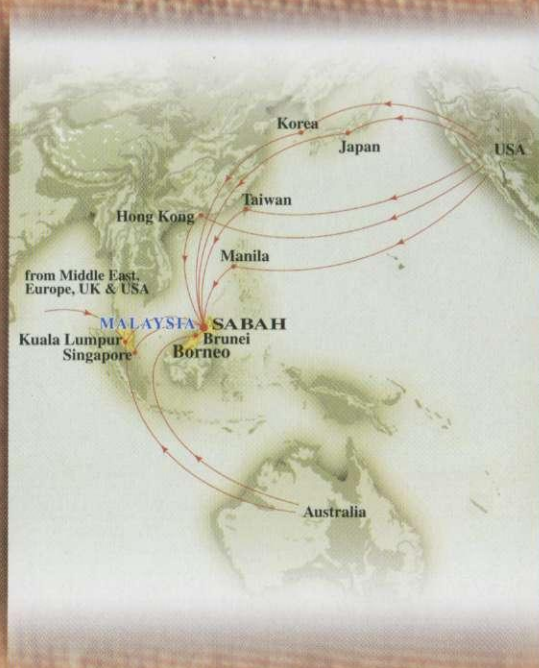 Korea
Japan
USA
Taiwan
Hong Kong
Manila
from Middle East,
Europe, UK & USA
MALAYSIA SABAH
Kuala Lumpur Brunei
Singapore Borneo
Australia